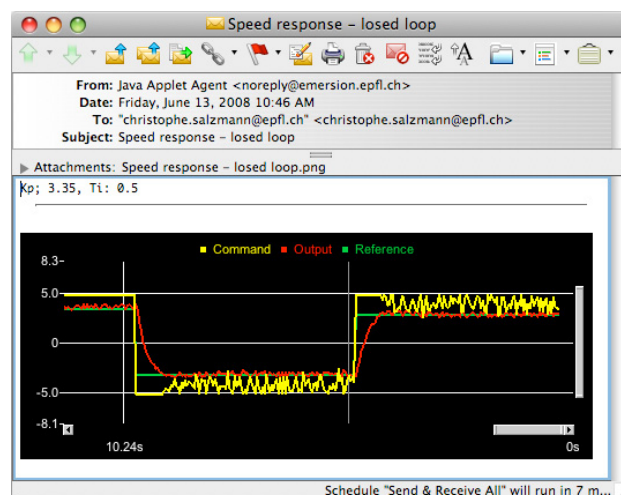 Speed response – losed loop
From: Java Applet Agent <noreply@emersion.epfl.ch>
Date: Friday, June 13, 2008 10:46 AM
To: "christophe.salzmann@epfl.ch" <christophe.salzmann@epfl.ch>
Subject: Speed response – losed loop
Attachments: Speed response – losed loop.png
Kp; 3.35, Ti: 0.5
Command Output Reference
8.3-
5.0-
0-
-5.0-
-8.1-
10.24s 0s
Schedule "Send & Receive All" will run in 7 m...